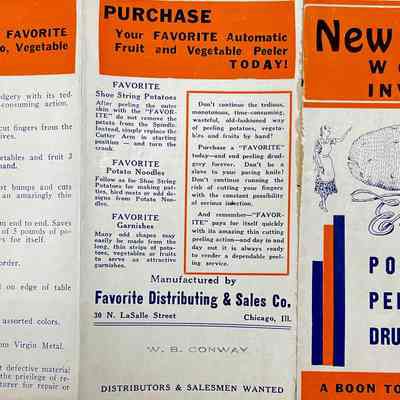 FAVORITE
o, Vegetable
dgery with its ted-
-consuming action.
cut fingers from the
ives.
etables and fruit 3
hand.
t bumps and cuts
an amazingly thin
m end to end. Saves
of 5 pounds of po-
s for itself.
order.
on edge of table
assorted colors.
om Virgin Metal.
t defective material
the privilege of re-
turer for repair or
PURCHASE
Your FAVORITE Automatic
Fruit and Vegetable Peeler
TODAY!
FAVORITE
Shoe String Potatoes
After peeling the outer
skin with the "FAVOR-
ITE" do not remove the
potato from the Spindle.
Instead, simply replace the
Cutter Arm in starting
position — and turn the
crank.
FAVORITE
Potato Noodles
Follow as for Shoe String
Potatoes for making pat-
ties, bird nests or add de-
signs from Potato Noodles.
FAVORITE
Garnishes
Many odd shapes may
easily be made from the
long, thin strips of pota-
toes, vegetables or fruits
to serve as attractive
garnishes.
Don't continue the tedious,
monotonous, time-consuming,
wasteful, old-fashioned way
of peeling potatoes, vegeta-
bles and fruits by hand!
Purchase a "FAVORITE"
today—and end peeling drud-
gery forever. Don't be a
slave to your paring knife!
Don't continue running the
risk of cutting your fingers
with the constant possibility
of serious infection.
And remember—"FAVOR-
ITE" pays for itself quickly
with its amazing thin cutting
peeling action—and day in and
day out it is always ready
to render a dependable peel-
ing service.
Manufactured by
Favorite Distributing & Sales Co.
30 N. LaSalle Street Chicago, Ill.
W. B. CONWAY
DISTRIBUTORS & SALESMEN WANTED
New
W O
INV
PO
PE
DRU
A BOON TO